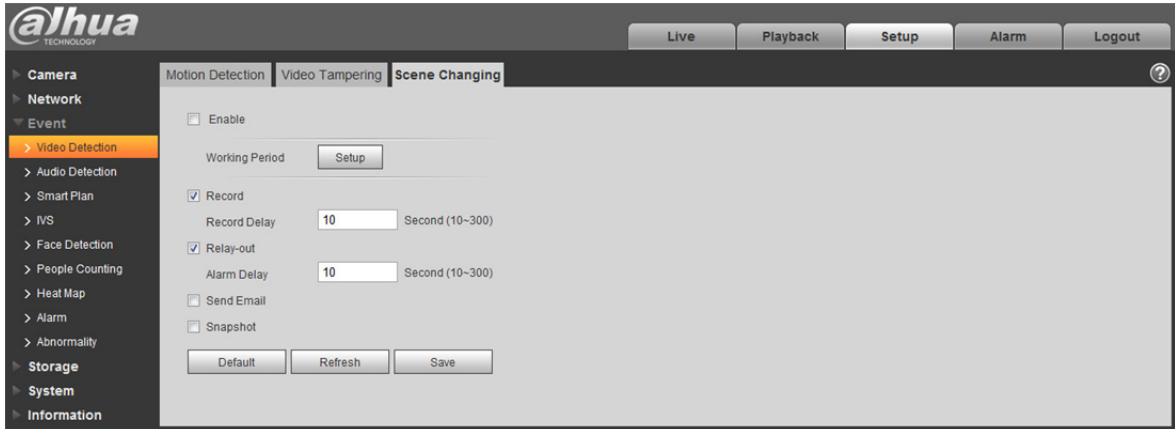 alhua
TECHNOLOGY
Live Playback Setup Alarm Logout
Camera
Network
Event
Video Detection
Audio Detection
Smart Plan
IVS
Face Detection
People Counting
Heat Map
Alarm
Abnormality
Storage
System
Information
Motion Detection Video Tampering Scene Changing ?
Enable
Working Period Setup
Record
Record Delay 10 Second (10~300)
Relay-out
Alarm Delay 10 Second (10~300)
Send Email
Snapshot
Default Refresh Save